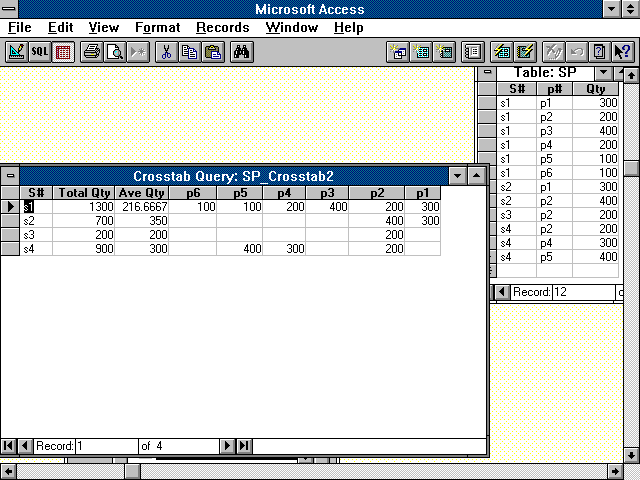 Microsoft Access
File Edit View Format Records Window Help
SQL
Table: SP
S# p# Qty
s1 p1 300
s1 p2 200
s1 p3 400
s1 p4 200
s1 p5 100
s1 p6 100
s2 p1 300
s2 p2 400
s3 p2 200
s4 p2 200
s4 p4 300
s4 p5 400
Record: 12
Crosstab Query: SP_Crosstab2
S# Total Qty Ave Qty p6 p5 p4 p3 p2 p1
s1 1300 216.6667 100 100 200 400 200 300
s2 700 350 400 300
s3 200 200 200
s4 900 300 400 300 200
Record: 1 of 4